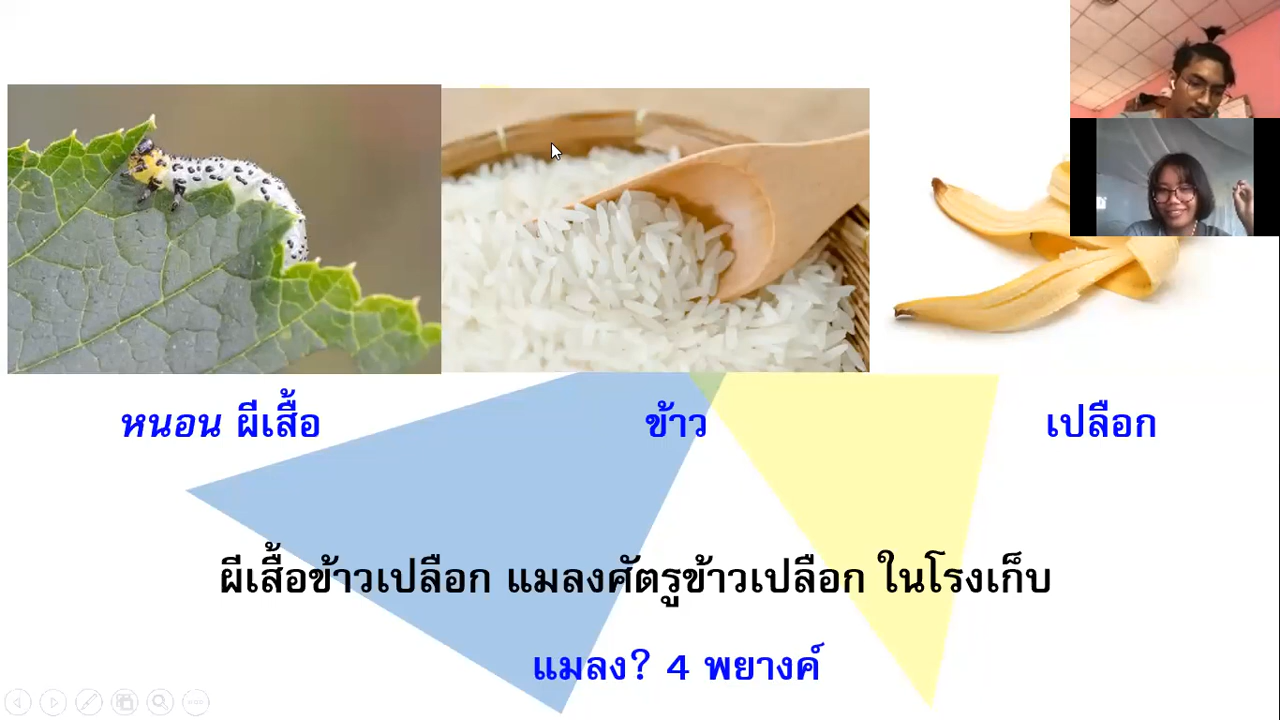 หนอน ผีเสื้อ
ข้าว
เปลือก
ผีเสื้อข้าวเปลือก แมลงศัตรูข้าวเปลือก ในโรงเก็บ
แมลง? 4 พยางค์